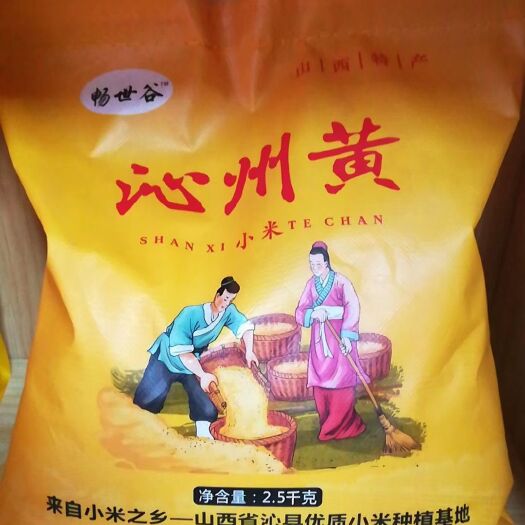 畅世谷™
山西特产
沁州黄
SHAN XI 小米 TE CHAN
净含量：2.5千克
来自小米之乡—山西省沁县优质小米种植基地